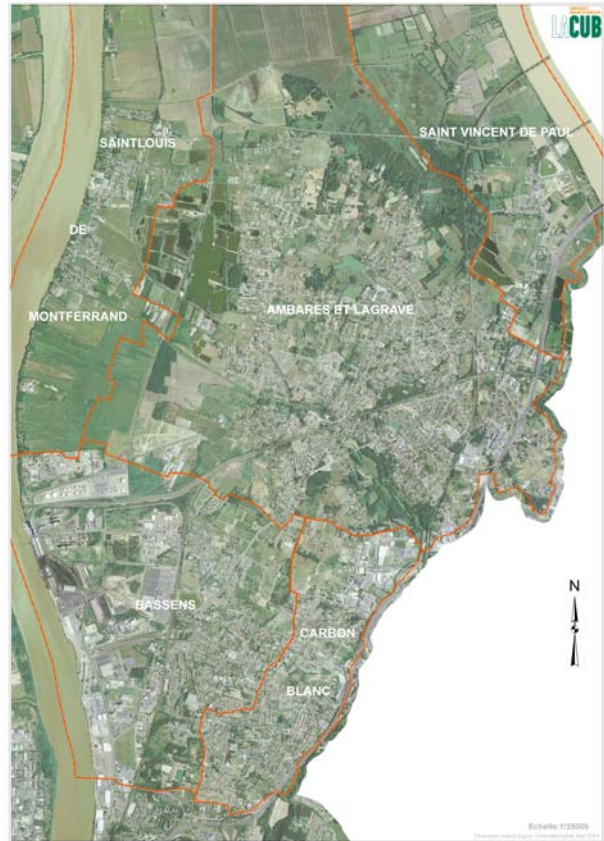 LACUB
SAINT VINCENT DE PAUL
SAINTLOUIS
DE
MONTFERRAND
AMBARES ET LAGRAVE
BASSENS
CARBON
BLANC
N
Echelle:1/25000